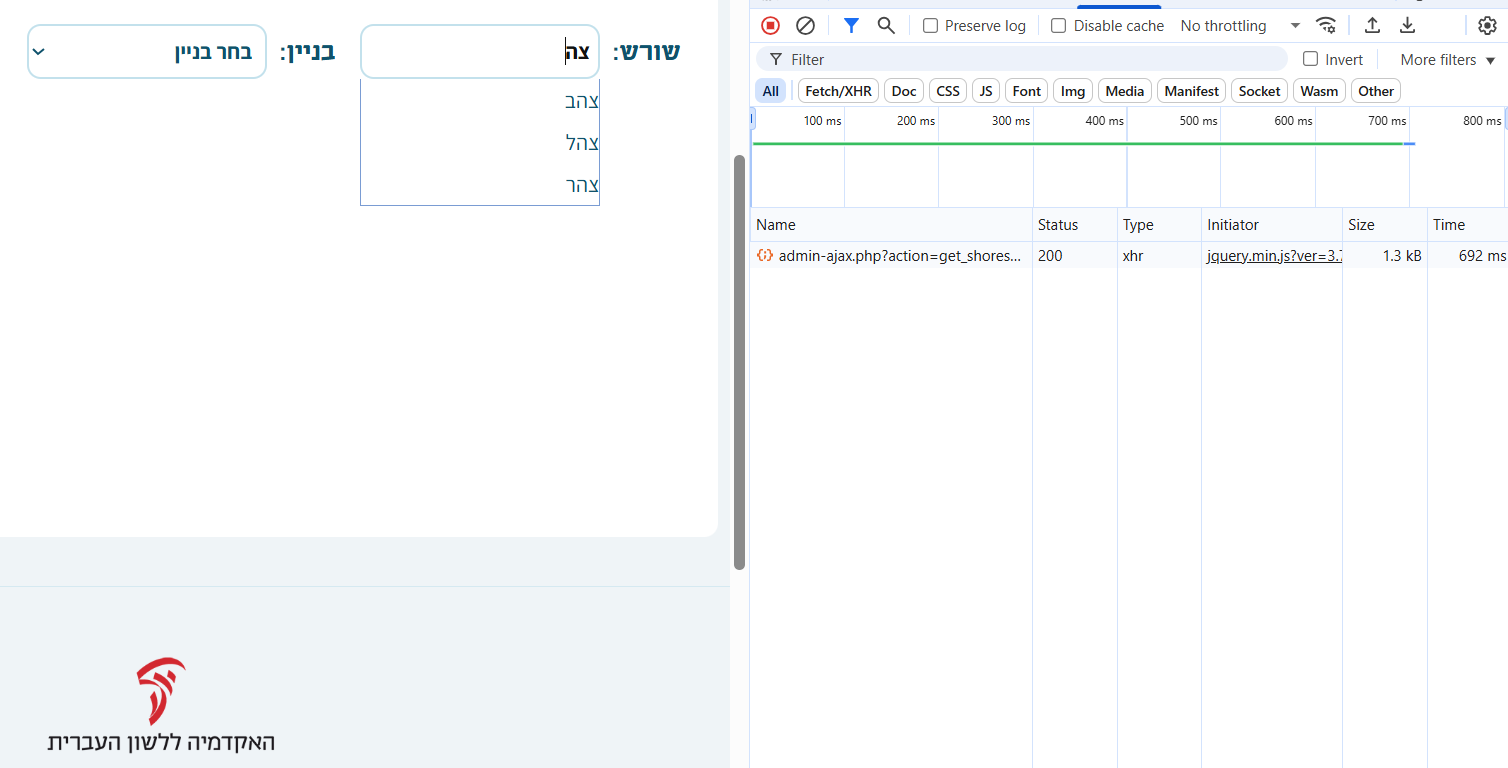 שורש: צה
בניין: בחר בניין
צהב
צהל
צהר
האקדמיה ללשון העברית
Preserve log Disable cache No throttling
Filter Invert More filters
All Fetch/XHR Doc CSS JS Font Img Media Manifest Socket Wasm Other
100 ms 200 ms 300 ms 400 ms 500 ms 600 ms 700 ms 800 ms
Name Status Type Initiator Size Time
admin-ajax.php?action=get_shores... 200 xhr jquery.min.js?ver=3.7 1.3 kB 692 ms